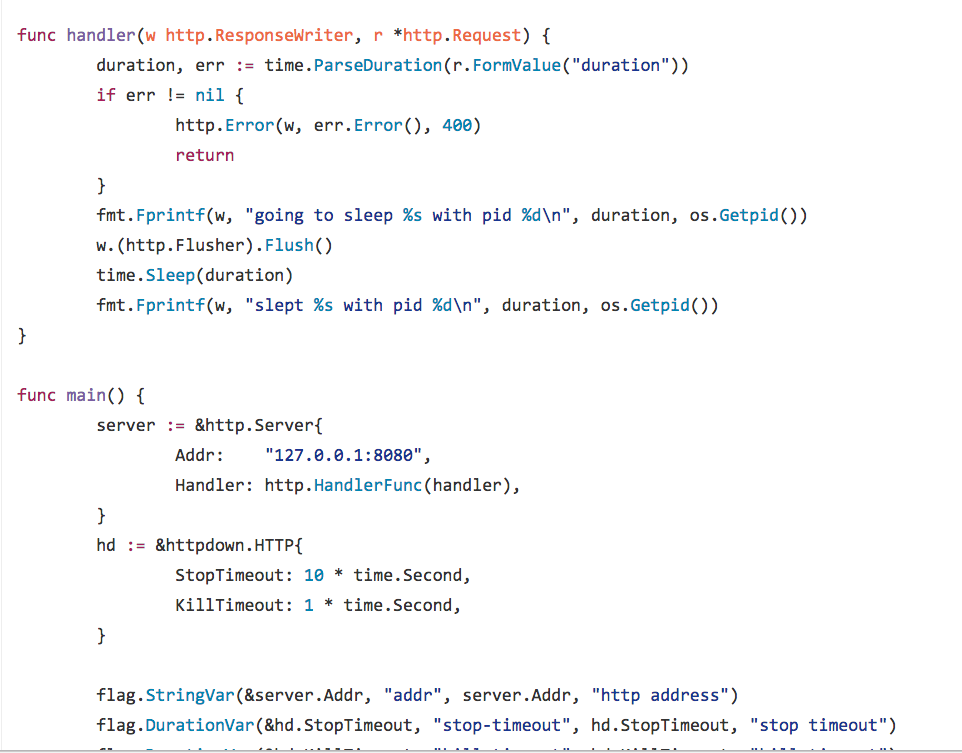 func handler(w http.ResponseWriter, r *http.Request) {
        duration, err := time.ParseDuration(r.FormValue("duration"))
        if err != nil {
                http.Error(w, err.Error(), 400)
                return
        }
        fmt.Fprintf(w, "going to sleep %s with pid %d\n", duration, os.Getpid())
        w.(http.Flusher).Flush()
        time.Sleep(duration)
        fmt.Fprintf(w, "slept %s with pid %d\n", duration, os.Getpid())
}

func main() {
        server := &http.Server{
                Addr:    "127.0.0.1:8080",
                Handler: http.HandlerFunc(handler),
        }
        hd := &httpdown.HTTP{
                StopTimeout: 10 * time.Second,
                KillTimeout: 1 * time.Second,
        }

        flag.StringVar(&server.Addr, "addr", server.Addr, "http address")
        flag.DurationVar(&hd.StopTimeout, "stop-timeout", hd.StopTimeout, "stop timeout")